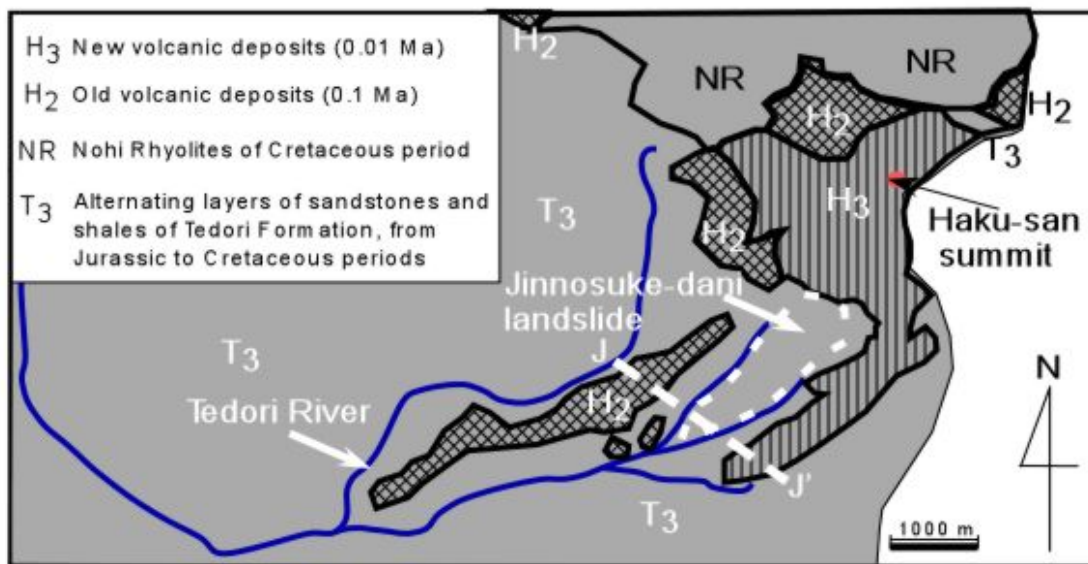 H3 New volcanic deposits (0.01 Ma)
H2 Old volcanic deposits (0.1 Ma)
NR Nohi Rhyolites of Cretaceous period
T3 Alternating layers of sandstones and
shales of Tedori Formation, from
Jurassic to Cretaceous periods
H2
NR
NR
H2
H2
T3
T3
H3
Haku-san
summit
H2
Jinnosuke-dani
landslide
T3
J
H2
Tedori River
N
J'
T3
1000 m